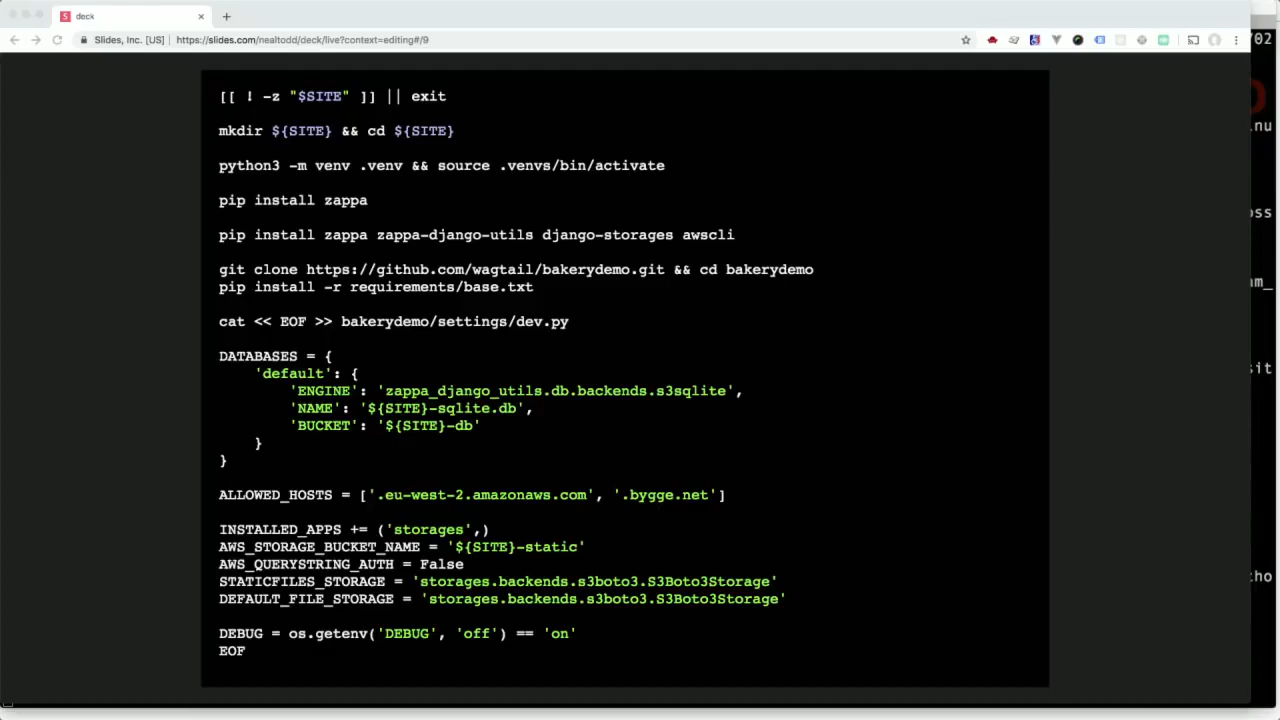 deck
Slides, Inc. [US]
https://slides.com/nealtodd/deck/live?context=editing#/9
[[ ! -z "$SITE" ]] || exit
mkdir ${SITE} && cd ${SITE}
python3 -m venv .venv && source .venvs/bin/activate
pip install zappa
pip install zappa zappa-django-utils django-storages awscli
git clone https://github.com/wagtail/bakerydemo.git && cd bakerydemo
pip install -r requirements/base.txt
cat << EOF >> bakerydemo/settings/dev.py
DATABASES = {
'default': {
'ENGINE': 'zappa_django_utils.db.backends.s3sqlite',
'NAME': '${SITE}-sqlite.db',
'BUCKET': '${SITE}-db'
}
}
ALLOWED_HOSTS = ['.eu-west-2.amazonaws.com', '.bygge.net']
INSTALLED_APPS += ('storages',)
AWS_STORAGE_BUCKET_NAME = '${SITE}-static'
AWS_QUERYSTRING_AUTH = False
STATICFILES_STORAGE = 'storages.backends.s3boto3.S3Boto3Storage'
DEFAULT_FILE_STORAGE = 'storages.backends.s3boto3.S3Boto3Storage'
DEBUG = os.getenv('DEBUG', 'off') == 'on'
EOF